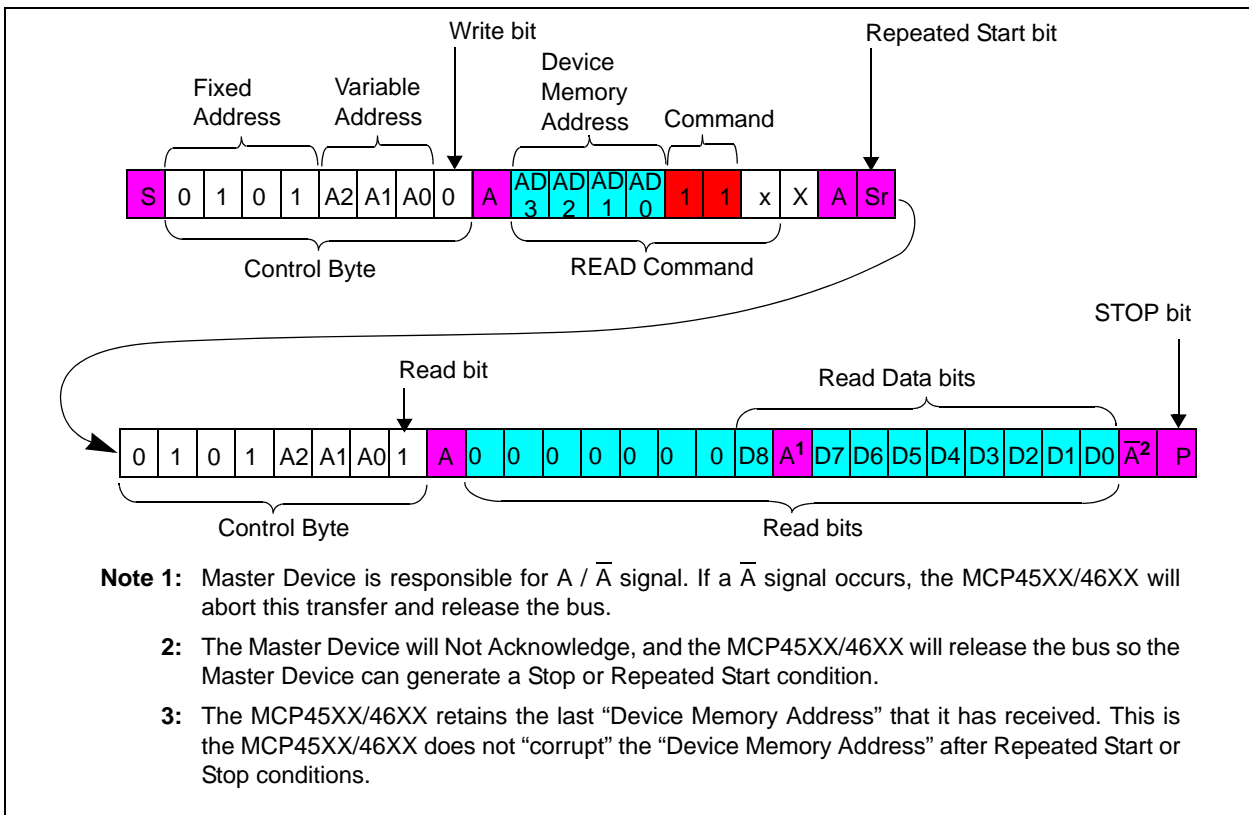 Write bit
Repeated Start bit
Fixed Address
Variable Address
Device Memory Address
Command
S 0 1 0 1 A2 A1 A0 0 A AD3 AD2 AD1 AD0 1 1 x X A Sr
Control Byte
READ Command
STOP bit
Read bit
Read Data bits
0 1 0 1 A2 A1 A0 1 A 0 0 0 0 0 0 0 D8 A¹ D7 D6 D5 D4 D3 D2 D1 D0 A̅² P
Control Byte
Read bits
Note 1: Master Device is responsible for A / A̅ signal. If a A̅ signal occurs, the MCP45XX/46XX will
abort this transfer and release the bus.
2: The Master Device will Not Acknowledge, and the MCP45XX/46XX will release the bus so the
Master Device can generate a Stop or Repeated Start condition.
3: The MCP45XX/46XX retains the last “Device Memory Address” that it has received. This is
the MCP45XX/46XX does not “corrupt” the “Device Memory Address” after Repeated Start or
Stop conditions.